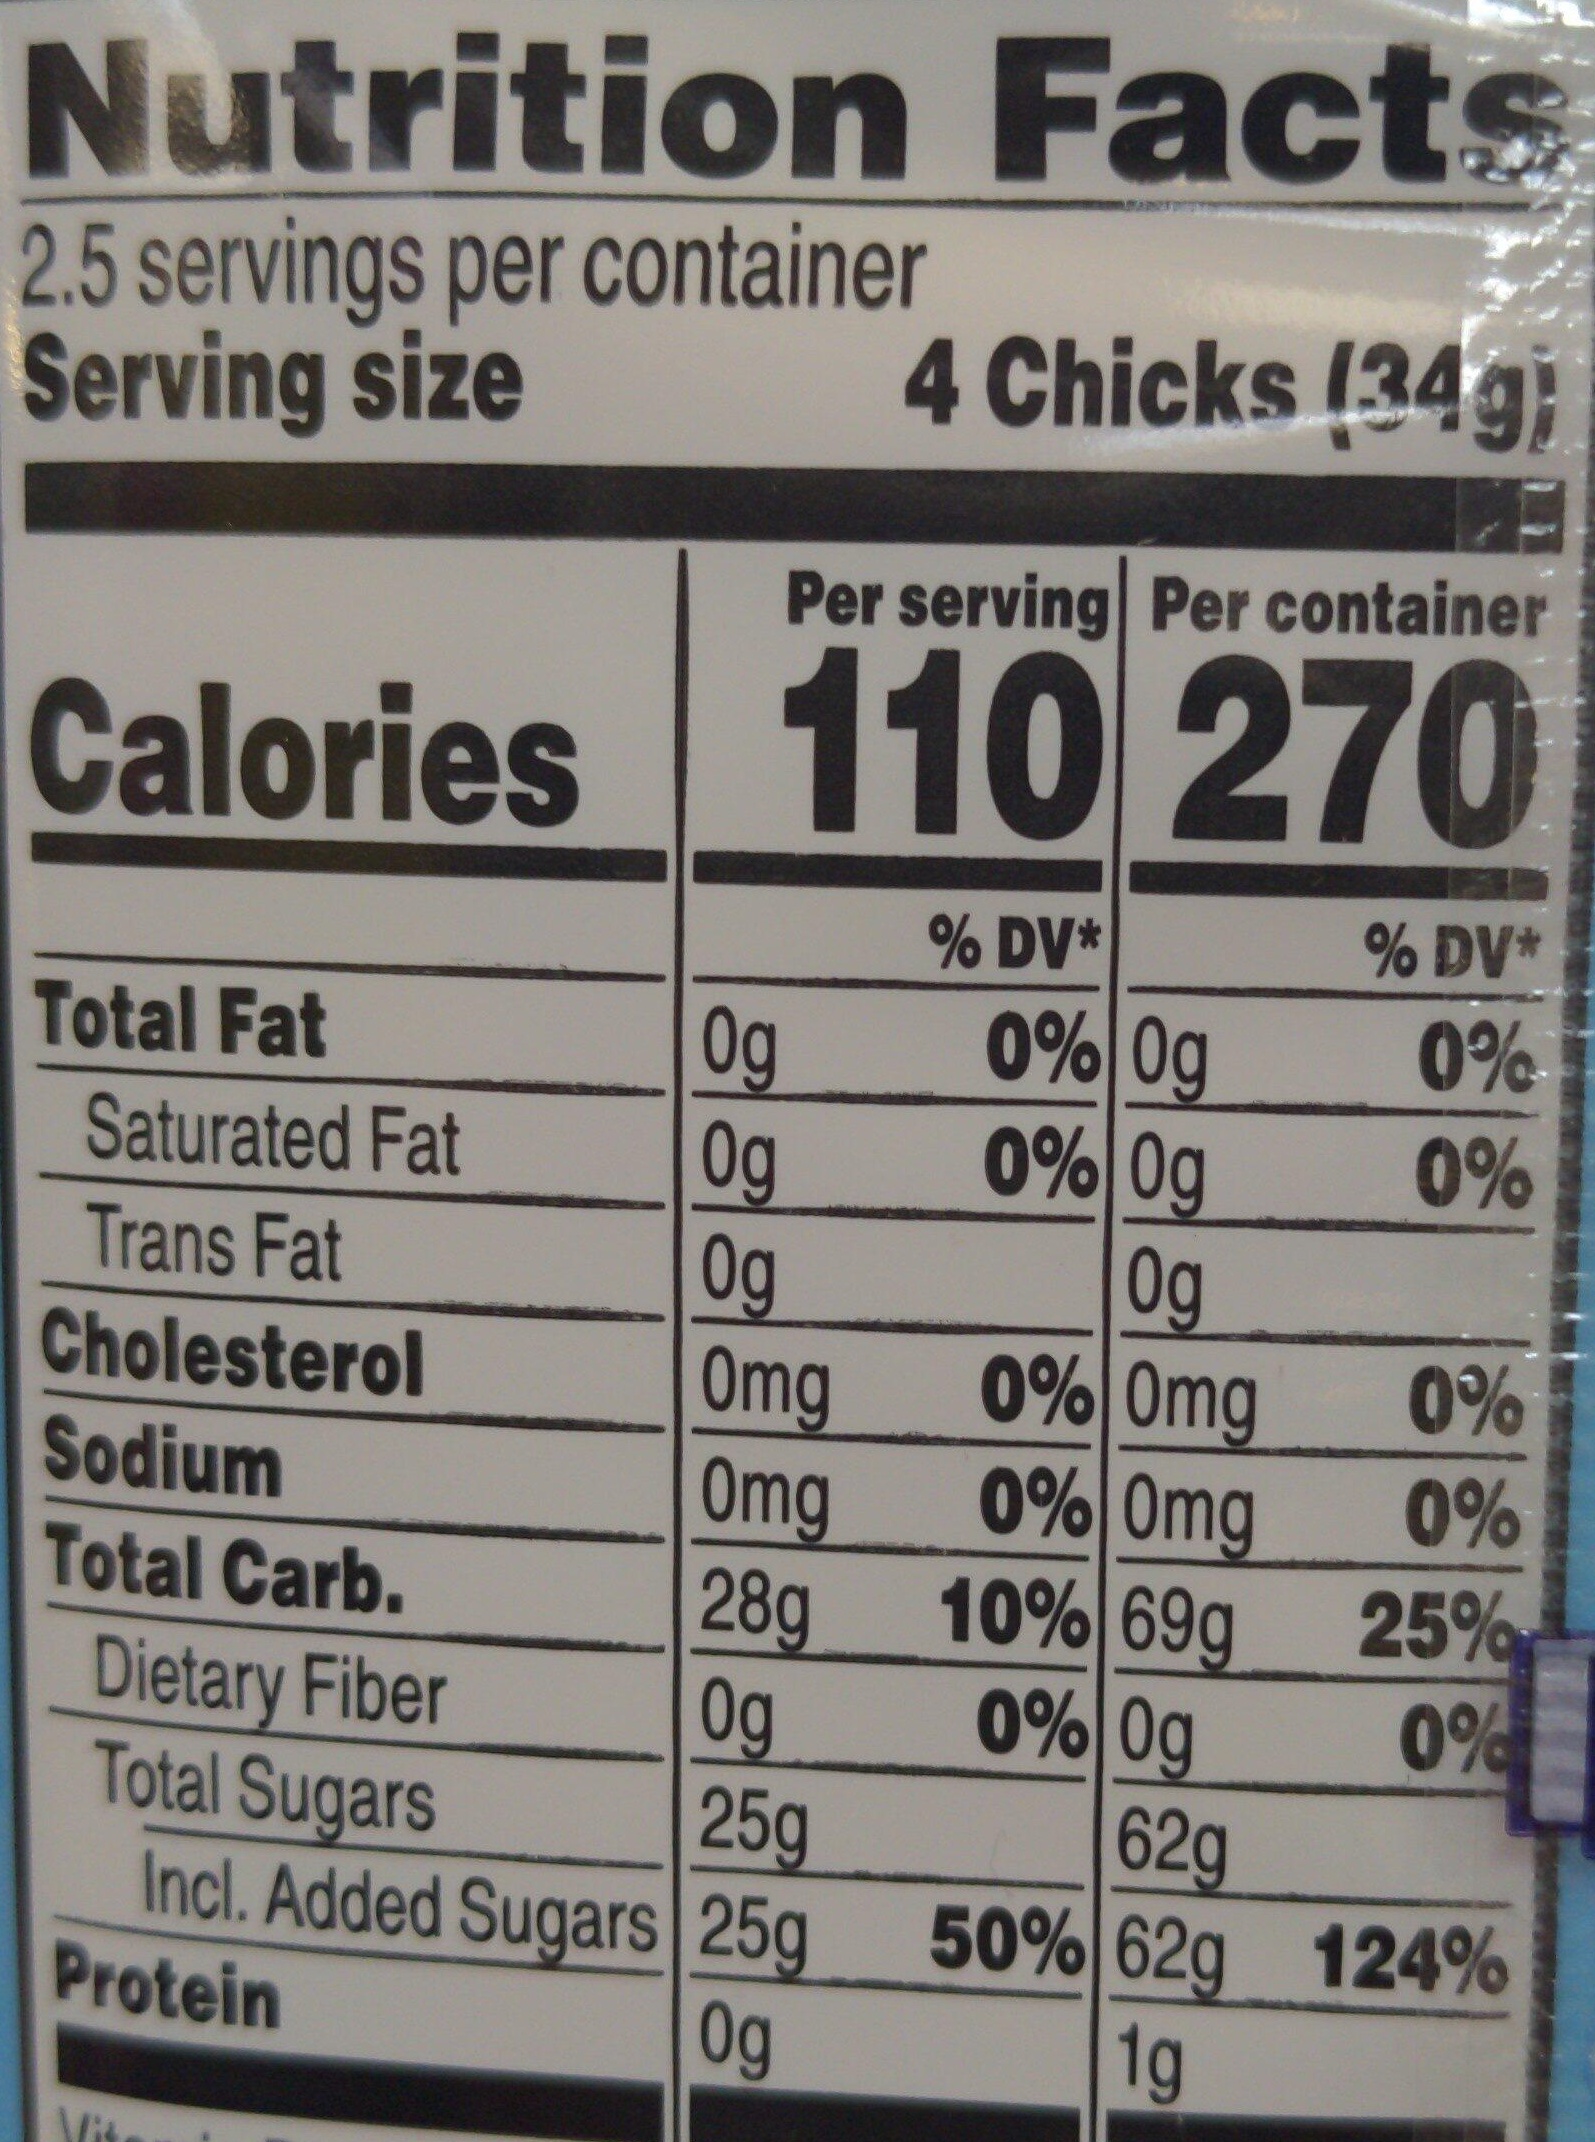 Nutrition Facts
2.5 servings per container
Serving size 4 Chicks (34g)
Per serving Per container
Calories 110 270
% DV* % DV*
Total Fat 0g 0% 0g 0%
Saturated Fat 0g 0% 0g 0%
Trans Fat 0g 0g
Cholesterol 0mg 0% 0mg 0%
Sodium 0mg 0% 0mg 0%
Total Carb. 28g 10% 69g 25%
Dietary Fiber 0g 0% 0g 0%
Total Sugars 25g 62g
Incl. Added Sugars 25g 50% 62g 124%
Protein 0g 1g